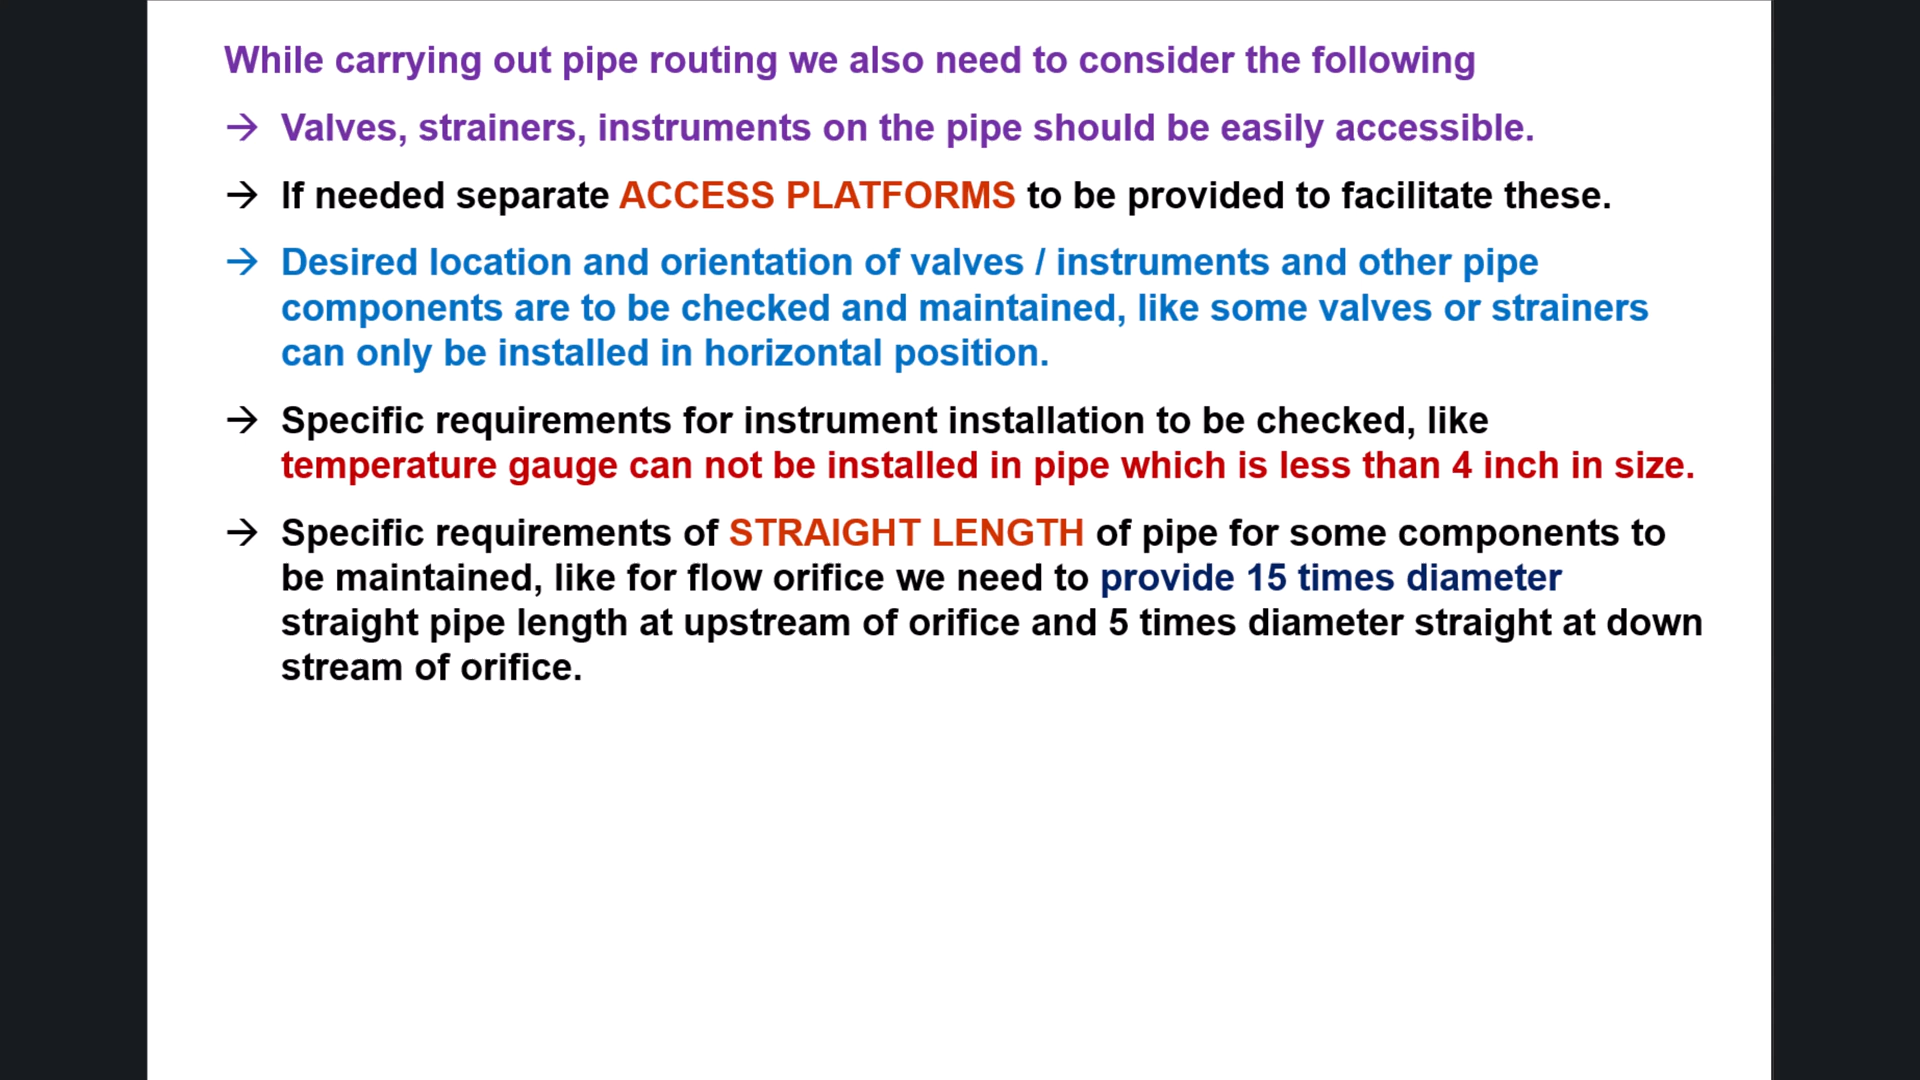 While carrying out pipe routing we also need to consider the following
→ Valves, strainers, instruments on the pipe should be easily accessible.
→ If needed separate ACCESS PLATFORMS to be provided to facilitate these.
→ Desired location and orientation of valves / instruments and other pipe
components are to be checked and maintained, like some valves or strainers
can only be installed in horizontal position.
→ Specific requirements for instrument installation to be checked, like
temperature gauge can not be installed in pipe which is less than 4 inch in size.
→ Specific requirements of STRAIGHT LENGTH of pipe for some components to
be maintained, like for flow orifice we need to provide 15 times diameter
straight pipe length at upstream of orifice and 5 times diameter straight at down
stream of orifice.